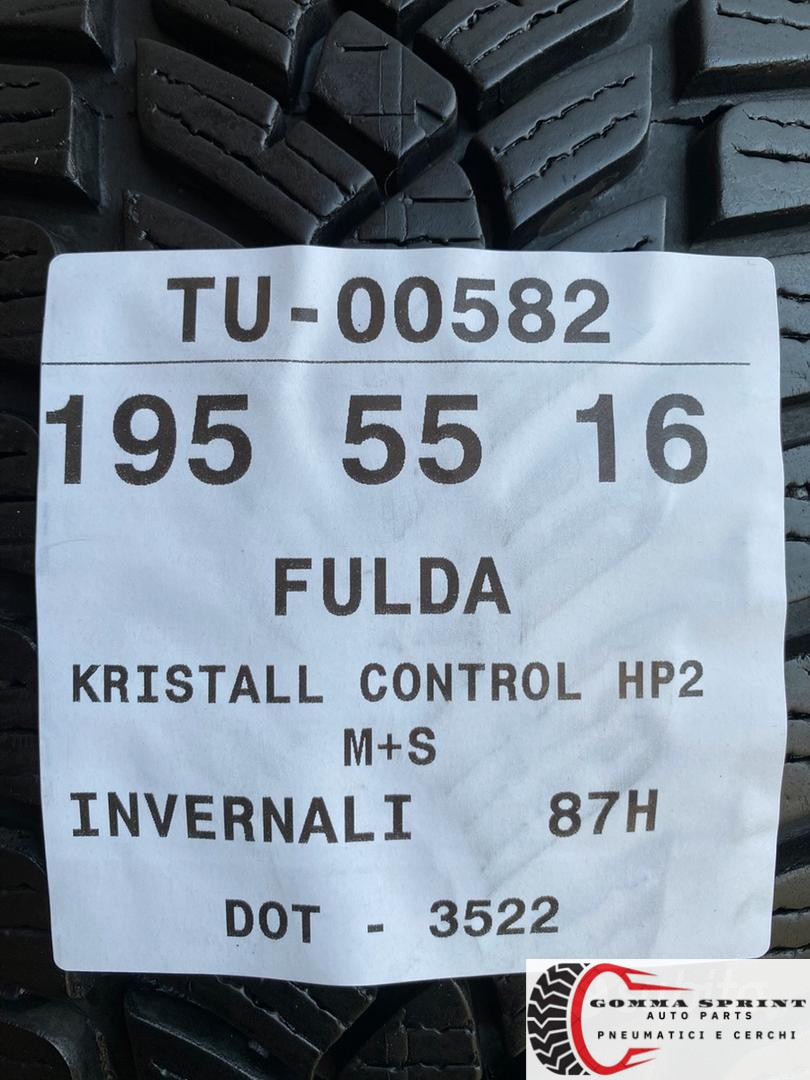 TU-00582
195 55 16
FULDA
KRISTALL CONTROL HP2
M+S
INVERNALI 87H
DOT - 3522
GOMMA SPRINT
AUTO PARTS
PNEUMATICI E CERCHI